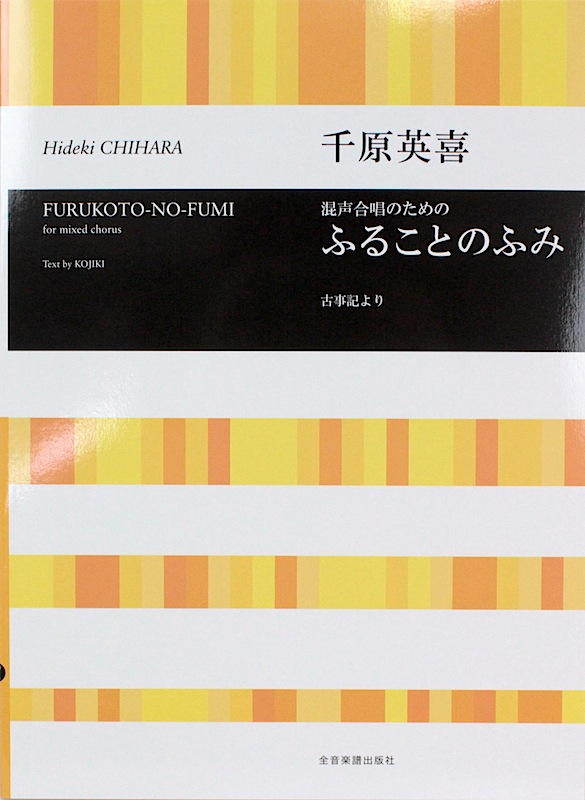 Hideki CHIHARA
千原英喜
FURUKOTO-NO-FUMI
for mixed chorus
Text by KOJIKI
混声合唱のための
ふることのふみ
古事記より
全音楽譜出版社